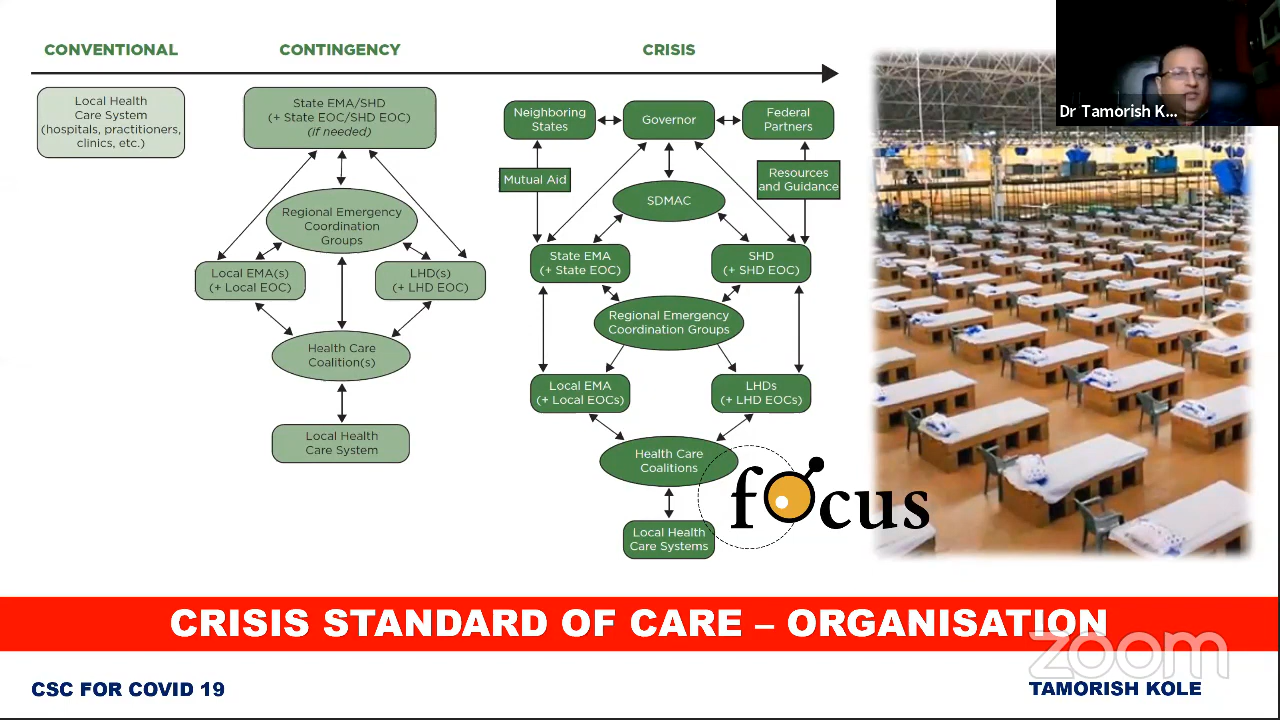 CONVENTIONAL
CONTINGENCY
CRISIS
Local Health
Care System
(hospitals, practitioners,
clinics, etc.)
State EMA/SHD
(+ State EOC/SHD EOC)
(if needed)
Regional Emergency
Coordination
Groups
Local EMA(s)
(+ Local EOC)
LHD(s)
(+ LHD EOC)
Health Care
Coalition(s)
Local Health
Care System
Neighboring
States
Governor
Federal
Partners
Mutual Aid
Resources
and Guidance
SDMAC
State EMA
(+ State EOC)
SHD
(+ SHD EOC)
Regional Emergency
Coordination Groups
Local EMA
(+ Local EOCs)
LHDs
(+ LHD EOCs)
Health Care
Coalitions
Local Health
Care Systems
focus
Dr Tamorish K...
CRISIS STANDARD OF CARE – ORGANISATION
zoom
CSC FOR COVID 19
TAMORISH KOLE